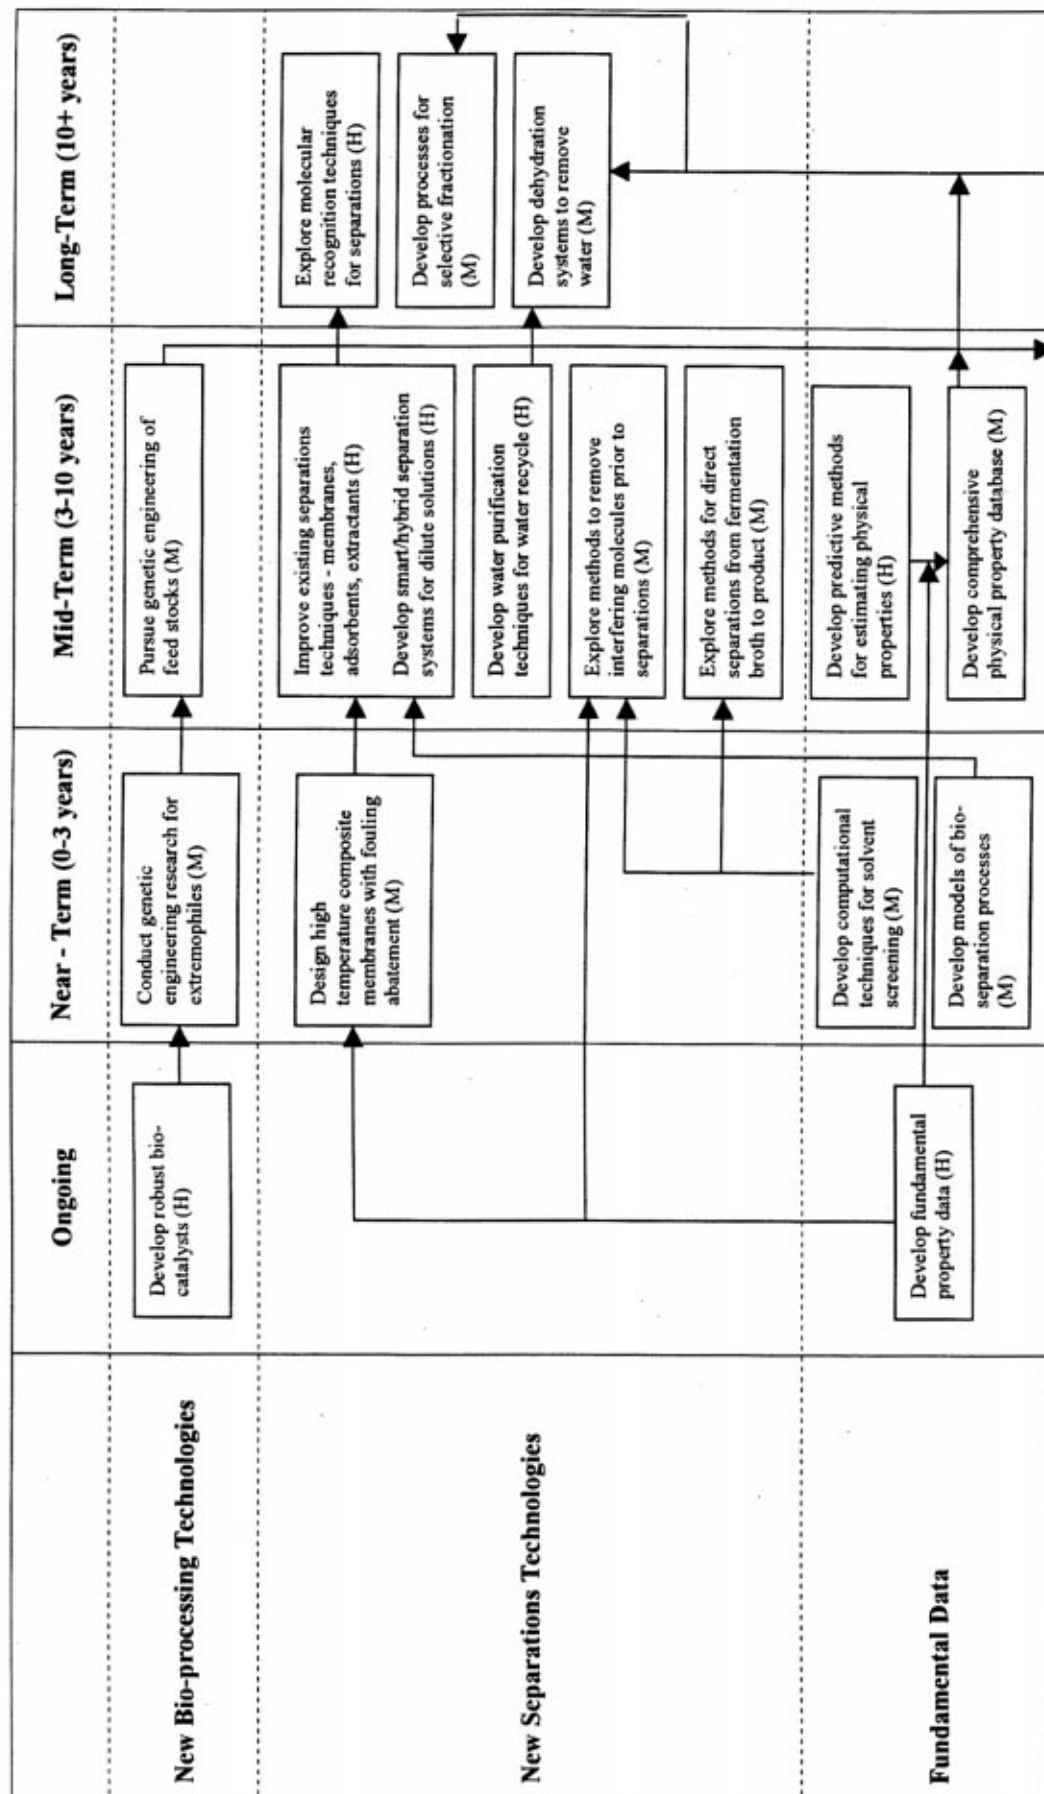 Ongoing
Near - Term (0-3 years)
Mid-Term (3-10 years)
Long-Term (10+ years)
New Bio-processing Technologies
Develop robust bio-
catalysts (H)
Conduct genetic
engineering research for
extremophiles (M)
Pursue genetic engineering of
feed stocks (M)
New Separations Technologies
Design high
temperature composite
membranes with fouling
abatement (M)
Improve existing separations
techniques - membranes,
adsorbents, extractants (H)
Develop smart/hybrid separation
systems for dilute solutions (H)
Develop water purification
techniques for water recycle (H)
Explore methods to remove
interfering molecules prior to
separations (M)
Explore methods for direct
separations from fermentation
broth to product (M)
Explore molecular
recognition techniques
for separations (H)
Develop processes for
selective fractionation
(M)
Develop dehydration
systems to remove
water (M)
Fundamental Data
Develop fundamental
property data (H)
Develop computational
techniques for solvent
screening (M)
Develop models of bio-
separation processes
(M)
Develop predictive methods
for estimating physical
properties (H)
Develop comprehensive
physical property database (M)